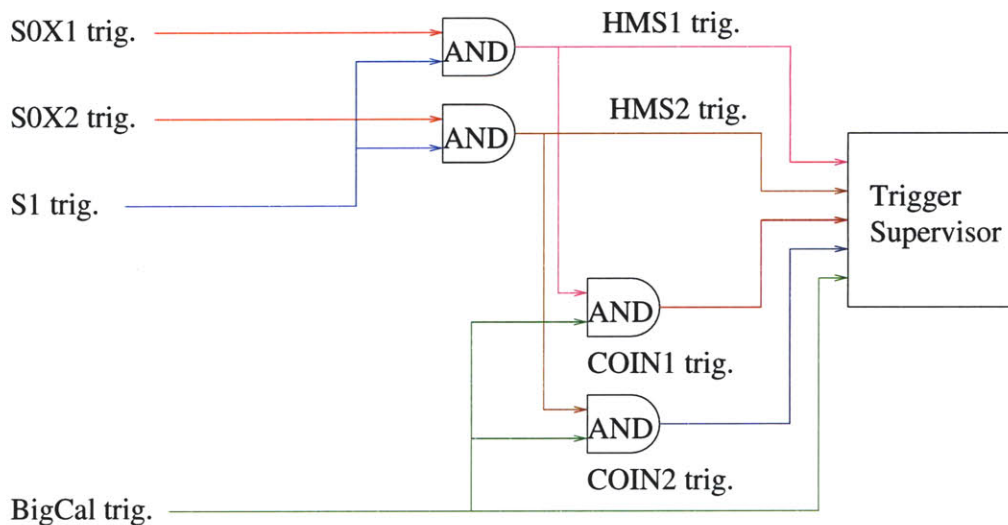 S0X1 trig.
AND
HMS1 trig.
S0X2 trig.
AND
HMS2 trig.
S1 trig.
Trigger
Supervisor
AND
COIN1 trig.
AND
COIN2 trig.
BigCal trig.